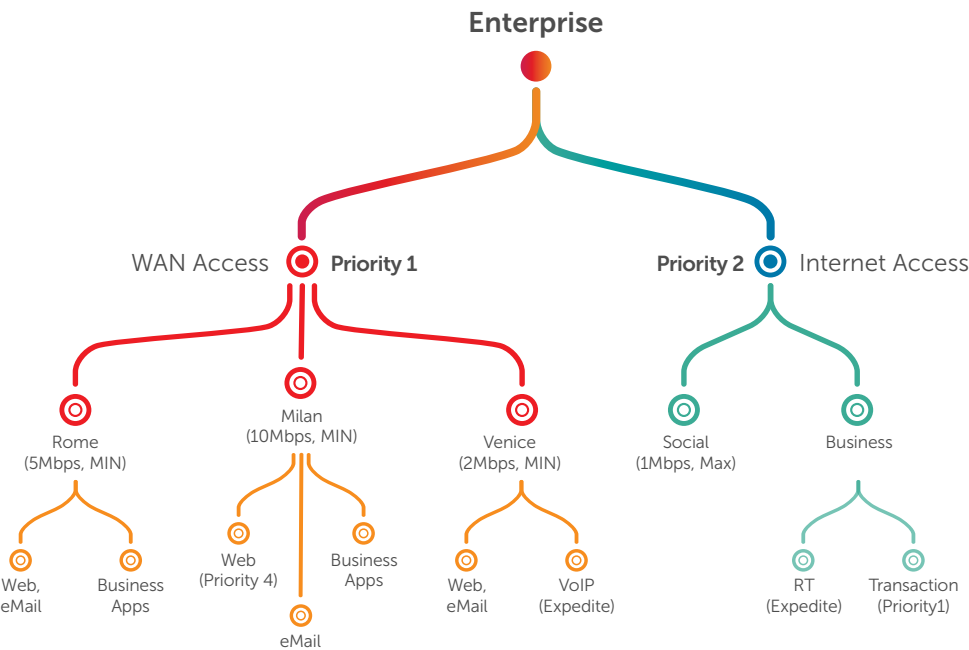 Enterprise
WAN Access
Priority 1
Priority 2
Internet Access
Rome
(5Mbps, MIN)
Milan
(10Mbps, MIN)
Venice
(2Mbps, MIN)
Social
(1Mbps, Max)
Business
Web,
eMail
Business
Apps
Web
(Priority 4)
eMail
Business
Apps
Web,
eMail
VoIP
(Expedite)
RT
(Expedite)
Transaction
(Priority1)